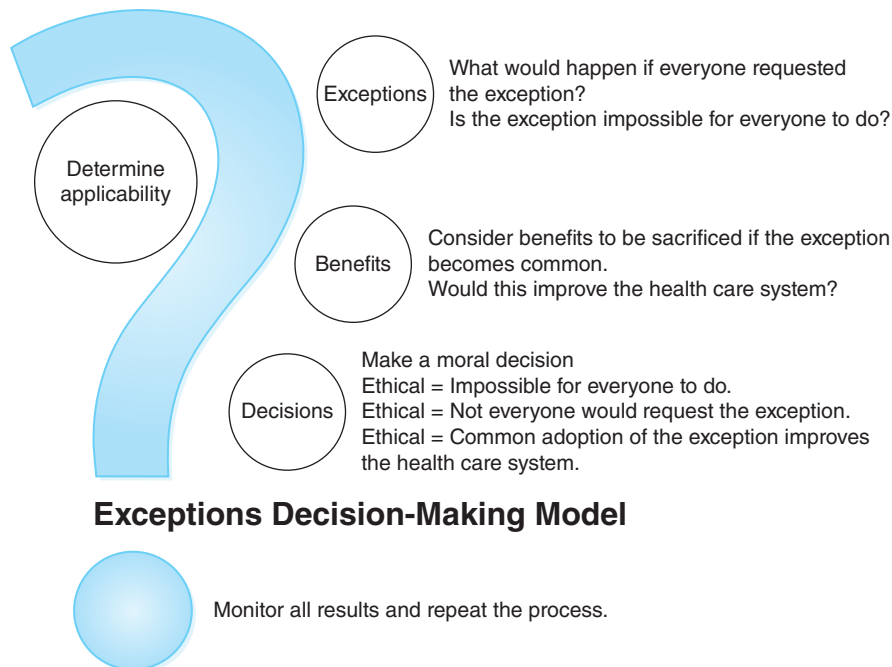 Determine
applicability
Exceptions
What would happen if everyone requested
the exception?
Is the exception impossible for everyone to do?
Benefits
Consider benefits to be sacrificed if the exception
becomes common.
Would this improve the health care system?
Decisions
Make a moral decision
Ethical = Impossible for everyone to do.
Ethical = Not everyone would request the exception.
Ethical = Common adoption of the exception improves
the health care system.
Exceptions Decision-Making Model
Monitor all results and repeat the process.